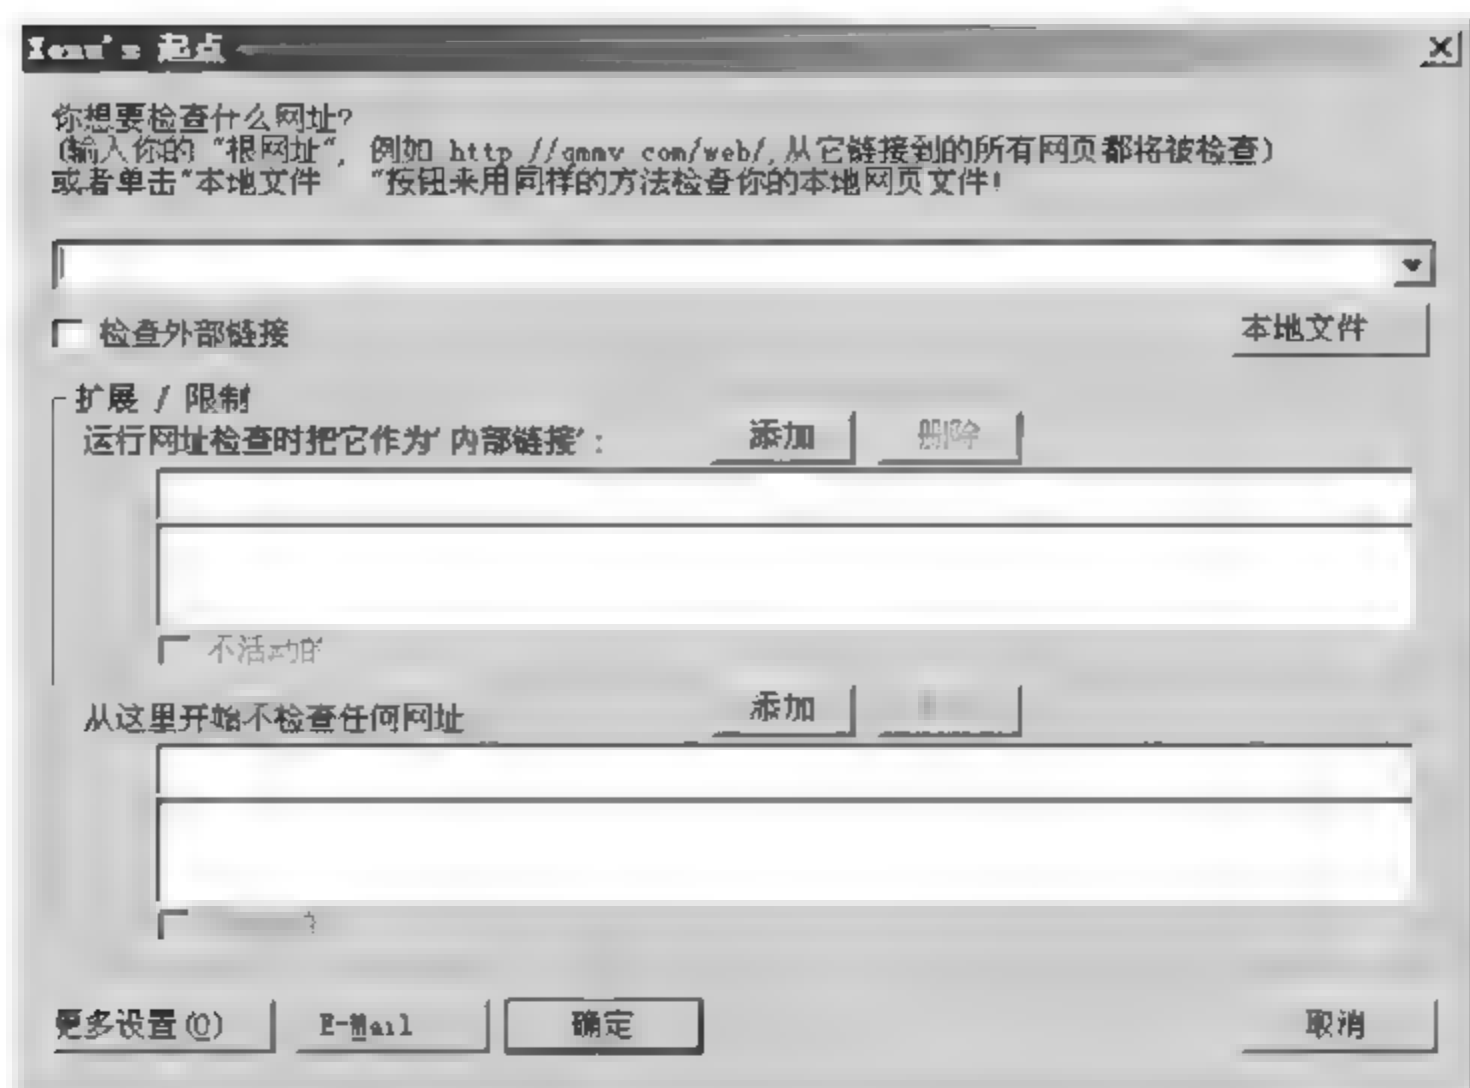 Xenu's 起点
你想要检查什么网址?
(输入你的 "根网址", 例如 http //qmmv com/web/,从它链接到的所有网页都将被检查)
或者单击"本地文件 "按钮来用同样的方法检查你的本地网页文件!
检查外部链接 本地文件
扩展 / 限制
运行网址检查时把它作为'内部链接': 添加 删除
不活动的
从这里开始不检查任何网址 添加
更多设置(O) E-Mail 确定 取消